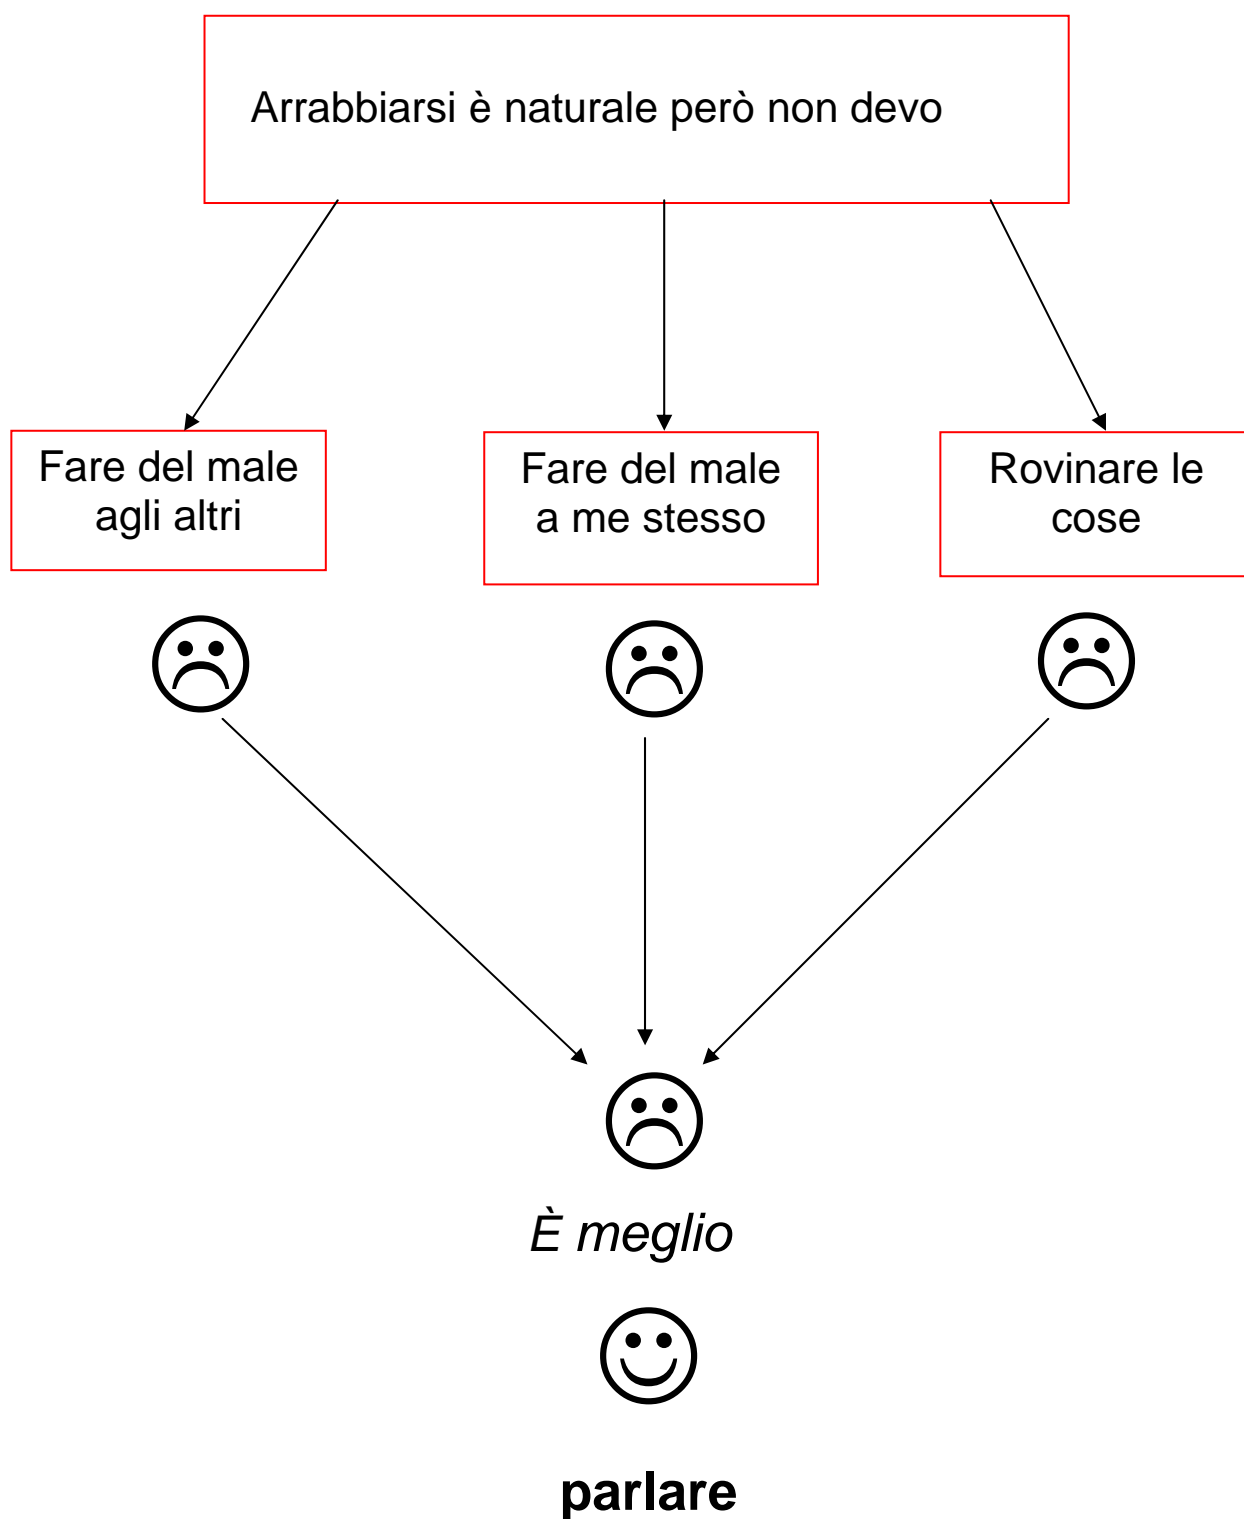 Arrabbiarsi è naturale però non devo
Fare del male
agli altri
Fare del male
a me stesso
Rovinare le
cose
È meglio
parlare